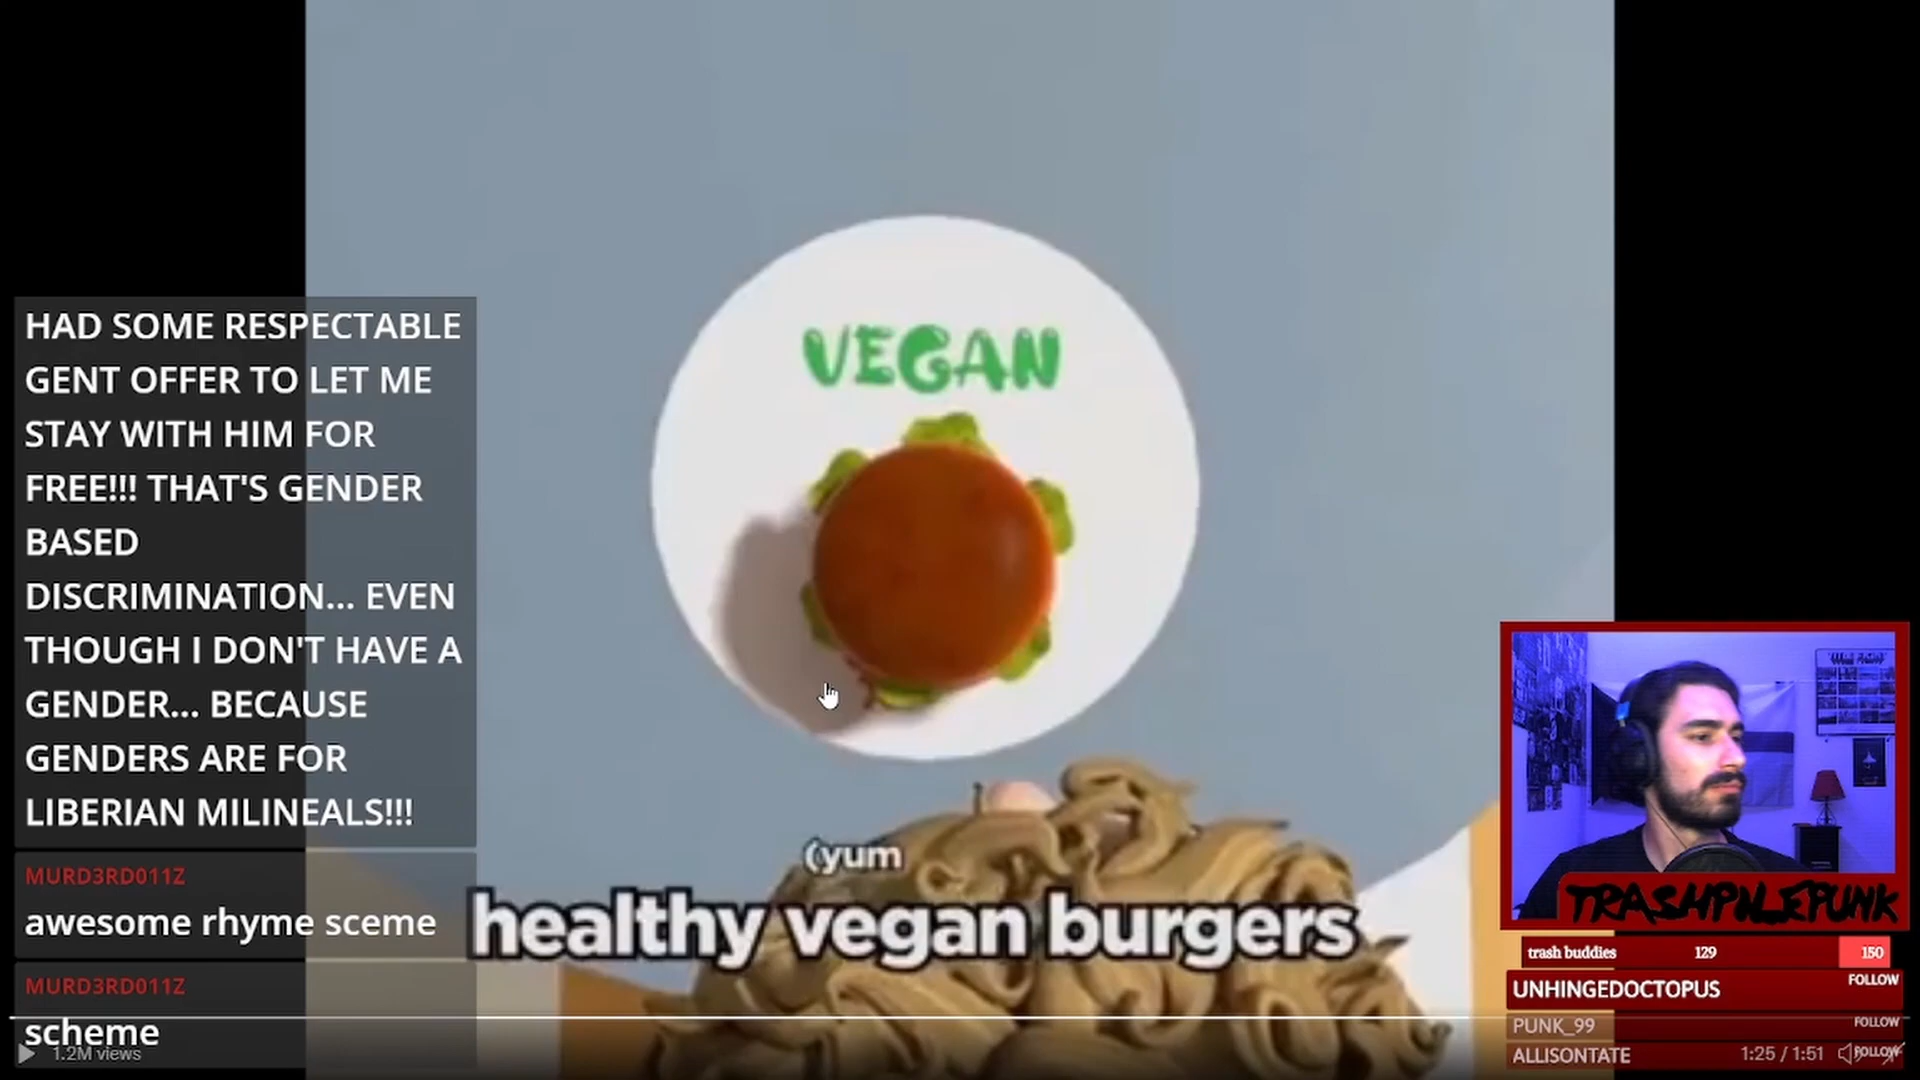 HAD SOME RESPECTABLE
GENT OFFER TO LET ME
STAY WITH HIM FOR
FREE!!! THAT'S GENDER
BASED
DISCRIMINATION... EVEN
THOUGH I DON'T HAVE A
GENDER... BECAUSE
GENDERS ARE FOR
LIBERIAN MILINEALS!!!
MURD3RD011Z
awesome rhyme sceme
MURD3RD011Z
scheme
1.2M views
VEGAN
(yum
healthy vegan burgers
TRASHPILEPUNK
trash buddies 129 150
UNHINGEDOCTOPUS FOLLOW
PUNK_99 FOLLOW
ALLISONTATE FOLLOW
1:25 / 1:51